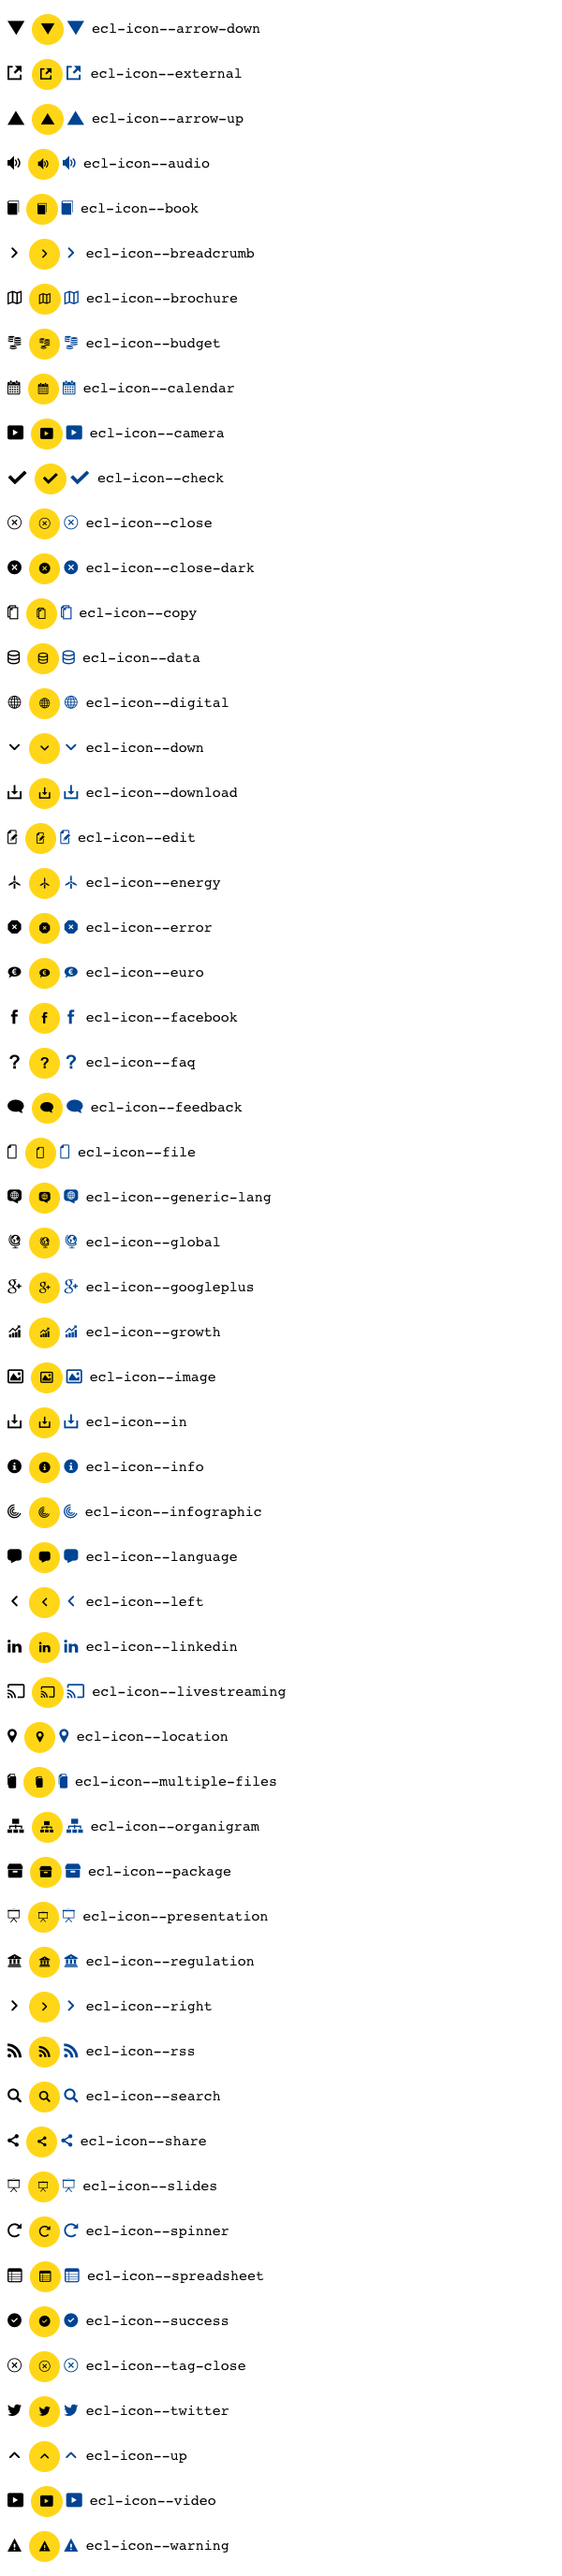 ecl-icon--arrow-down
ecl-icon--external
ecl-icon--arrow-up
ecl-icon--audio
ecl-icon--book
ecl-icon--breadcrumb
ecl-icon--brochure
ecl-icon--budget
ecl-icon--calendar
ecl-icon--camera
ecl-icon--check
ecl-icon--close
ecl-icon--close-dark
ecl-icon--copy
ecl-icon--data
ecl-icon--digital
ecl-icon--down
ecl-icon--download
ecl-icon--edit
ecl-icon--energy
ecl-icon--error
ecl-icon--euro
ecl-icon--facebook
ecl-icon--faq
ecl-icon--feedback
ecl-icon--file
ecl-icon--generic-lang
ecl-icon--global
ecl-icon--googleplus
ecl-icon--growth
ecl-icon--image
ecl-icon--in
ecl-icon--info
ecl-icon--infographic
ecl-icon--language
ecl-icon--left
ecl-icon--linkedin
ecl-icon--livestreaming
ecl-icon--location
ecl-icon--multiple-files
ecl-icon--organigram
ecl-icon--package
ecl-icon--presentation
ecl-icon--regulation
ecl-icon--right
ecl-icon--rss
ecl-icon--search
ecl-icon--share
ecl-icon--slides
ecl-icon--spinner
ecl-icon--spreadsheet
ecl-icon--success
ecl-icon--tag-close
ecl-icon--twitter
ecl-icon--up
ecl-icon--video
ecl-icon--warning